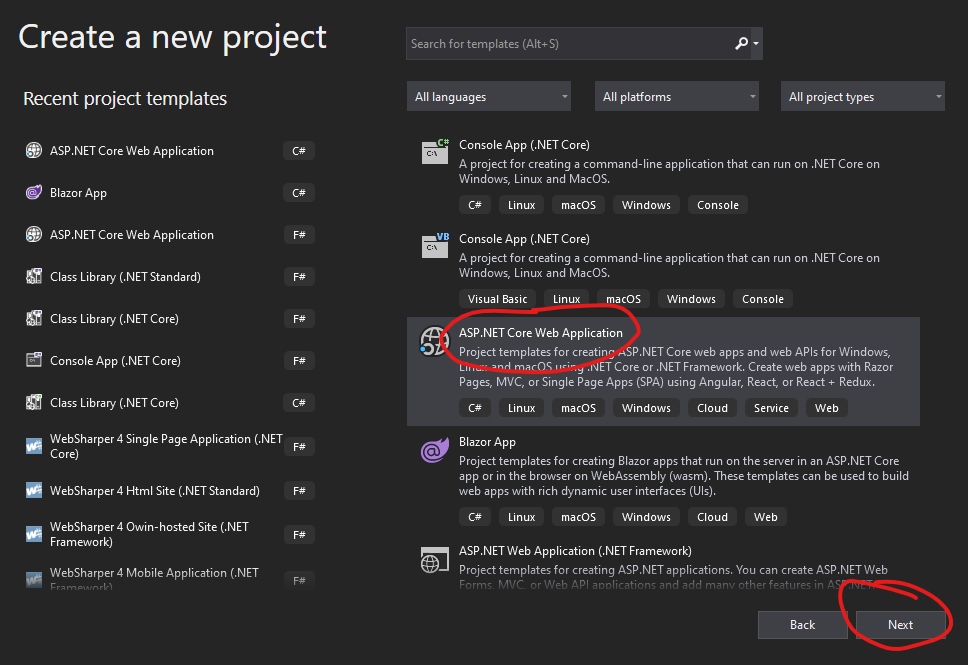 Create a new project
Search for templates (Alt+S)
Recent project templates
All languages
All platforms
All project types
ASP.NET Core Web Application
C#
Blazor App
C#
ASP.NET Core Web Application
F#
Class Library (.NET Standard)
F#
Class Library (.NET Core)
F#
Console App (.NET Core)
F#
Class Library (.NET Core)
C#
WebSharper 4 Single Page Application (.NET
Core)
F#
WebSharper 4 Html Site (.NET Standard)
F#
WebSharper 4 Owin-hosted Site (.NET
Framework)
F#
WebSharper 4 Mobile Application (.NET
Framework)
F#
C#
C:\
Console App (.NET Core)
A project for creating a command-line application that can run on .NET Core on
Windows, Linux and MacOS.
C# Linux macOS Windows Console
VB
C:\
Console App (.NET Core)
A project for creating a command-line application that can run on .NET Core on
Windows, Linux and MacOS.
Visual Basic Linux macOS Windows Console
ASP.NET Core Web Application
Project templates for creating ASP.NET Core web apps and web APIs for Windows,
Linux and macOS using .NET Core or .NET Framework. Create web apps with Razor
Pages, MVC, or Single Page Apps (SPA) using Angular, React, or React + Redux.
C# Linux macOS Windows Cloud Service Web
Blazor App
Project templates for creating Blazor apps that run on the server in an ASP.NET Core
app or in the browser on WebAssembly (wasm). These templates can be used to build
web apps with rich dynamic user interfaces (UIs).
C# Linux macOS Windows Cloud Web
ASP.NET Web Application (.NET Framework)
Project templates for creating ASP.NET applications. You can create ASP.NET Web
Forms, MVC, or Web API applications and add many other features in ASP.NET.
Back
Next